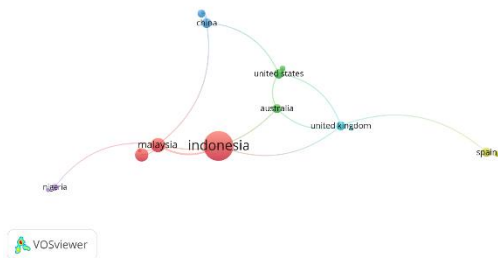 china
united states
australia
united kingdom
malaysia
indonesia
spain
nigeria
VOSviewer